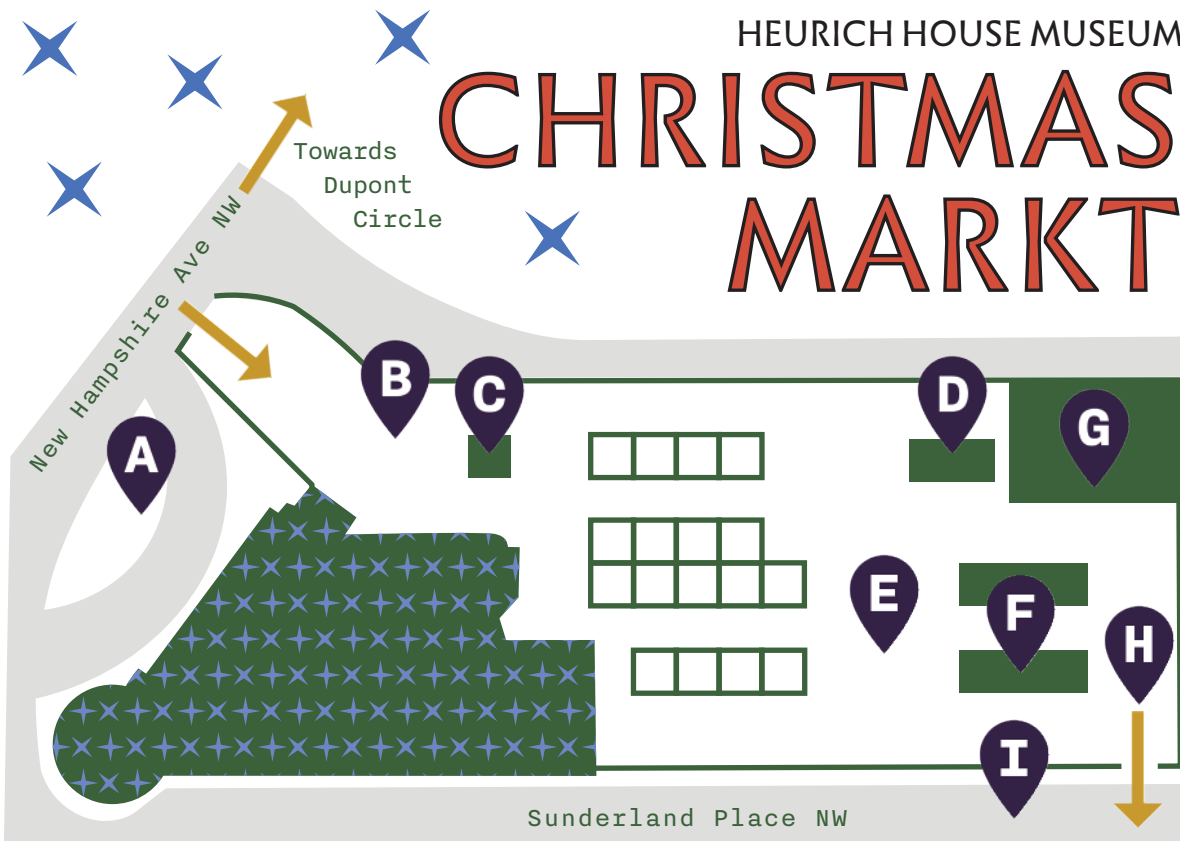 HEURICH HOUSE MUSEUM
CHRISTMAS
MARKT
Towards
Dupont
Circle
New Hampshire Ave NW
A
B
C
D
G
E
F
H
I
Sunderland Place NW